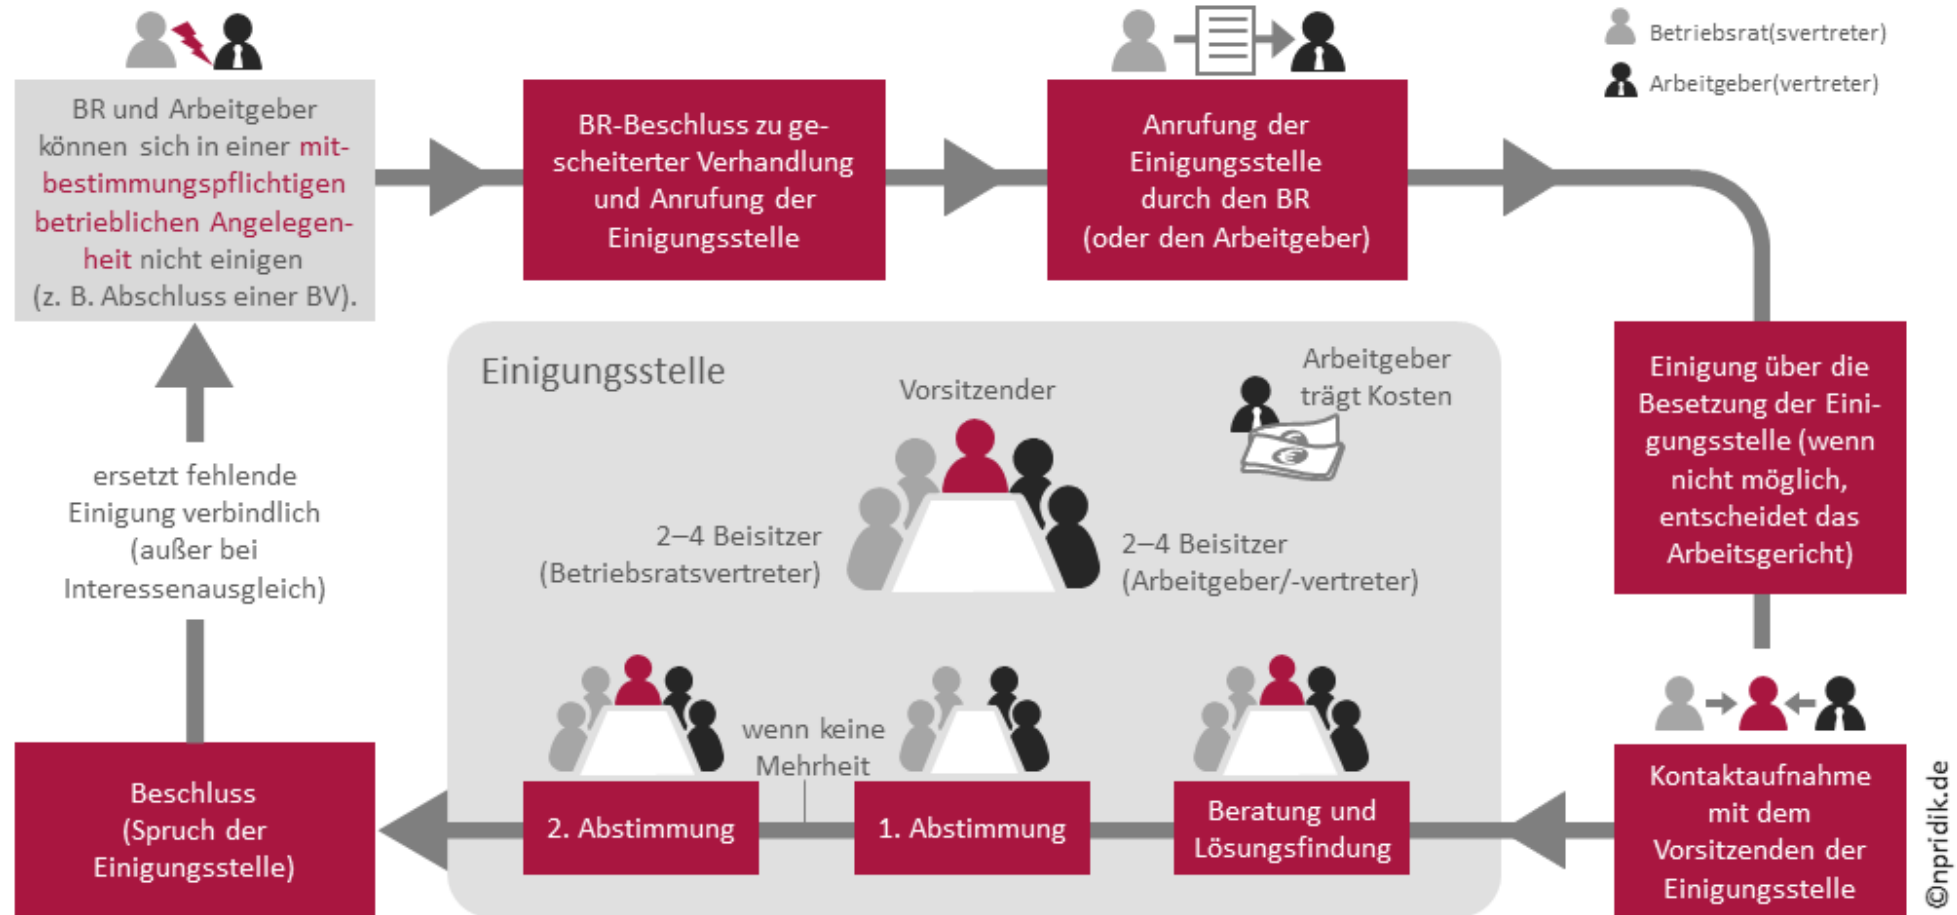 Betriebsrat(svertreter)
Arbeitgeber(vertreter)
BR und Arbeitgeber
können sich in einer mit-
bestimmungspflichtigen
betrieblichen Angelegen-
heit nicht einigen
(z. B. Abschluss einer BV).
BR-Beschluss zu ge-
scheiterter Verhandlung
und Anrufung der
Einigungsstelle
Anrufung der
Einigungsstelle
durch den BR
(oder den Arbeitgeber)
Einigung über die
Besetzung der Eini-
gungsstelle (wenn
nicht möglich,
entscheidet das
Arbeitsgericht)
Kontaktaufnahme
mit dem
Vorsitzenden der
Einigungsstelle
Einigungsstelle
Vorsitzender
Arbeitgeber
trägt Kosten
2–4 Beisitzer
(Betriebsratsvertreter)
2–4 Beisitzer
(Arbeitgeber/-vertreter)
Beratung und
Lösungsfindung
1. Abstimmung
wenn keine
Mehrheit
2. Abstimmung
Beschluss
(Spruch der
Einigungsstelle)
ersetzt fehlende
Einigung verbindlich
(außer bei
Interessenausgleich)
©npridik.de